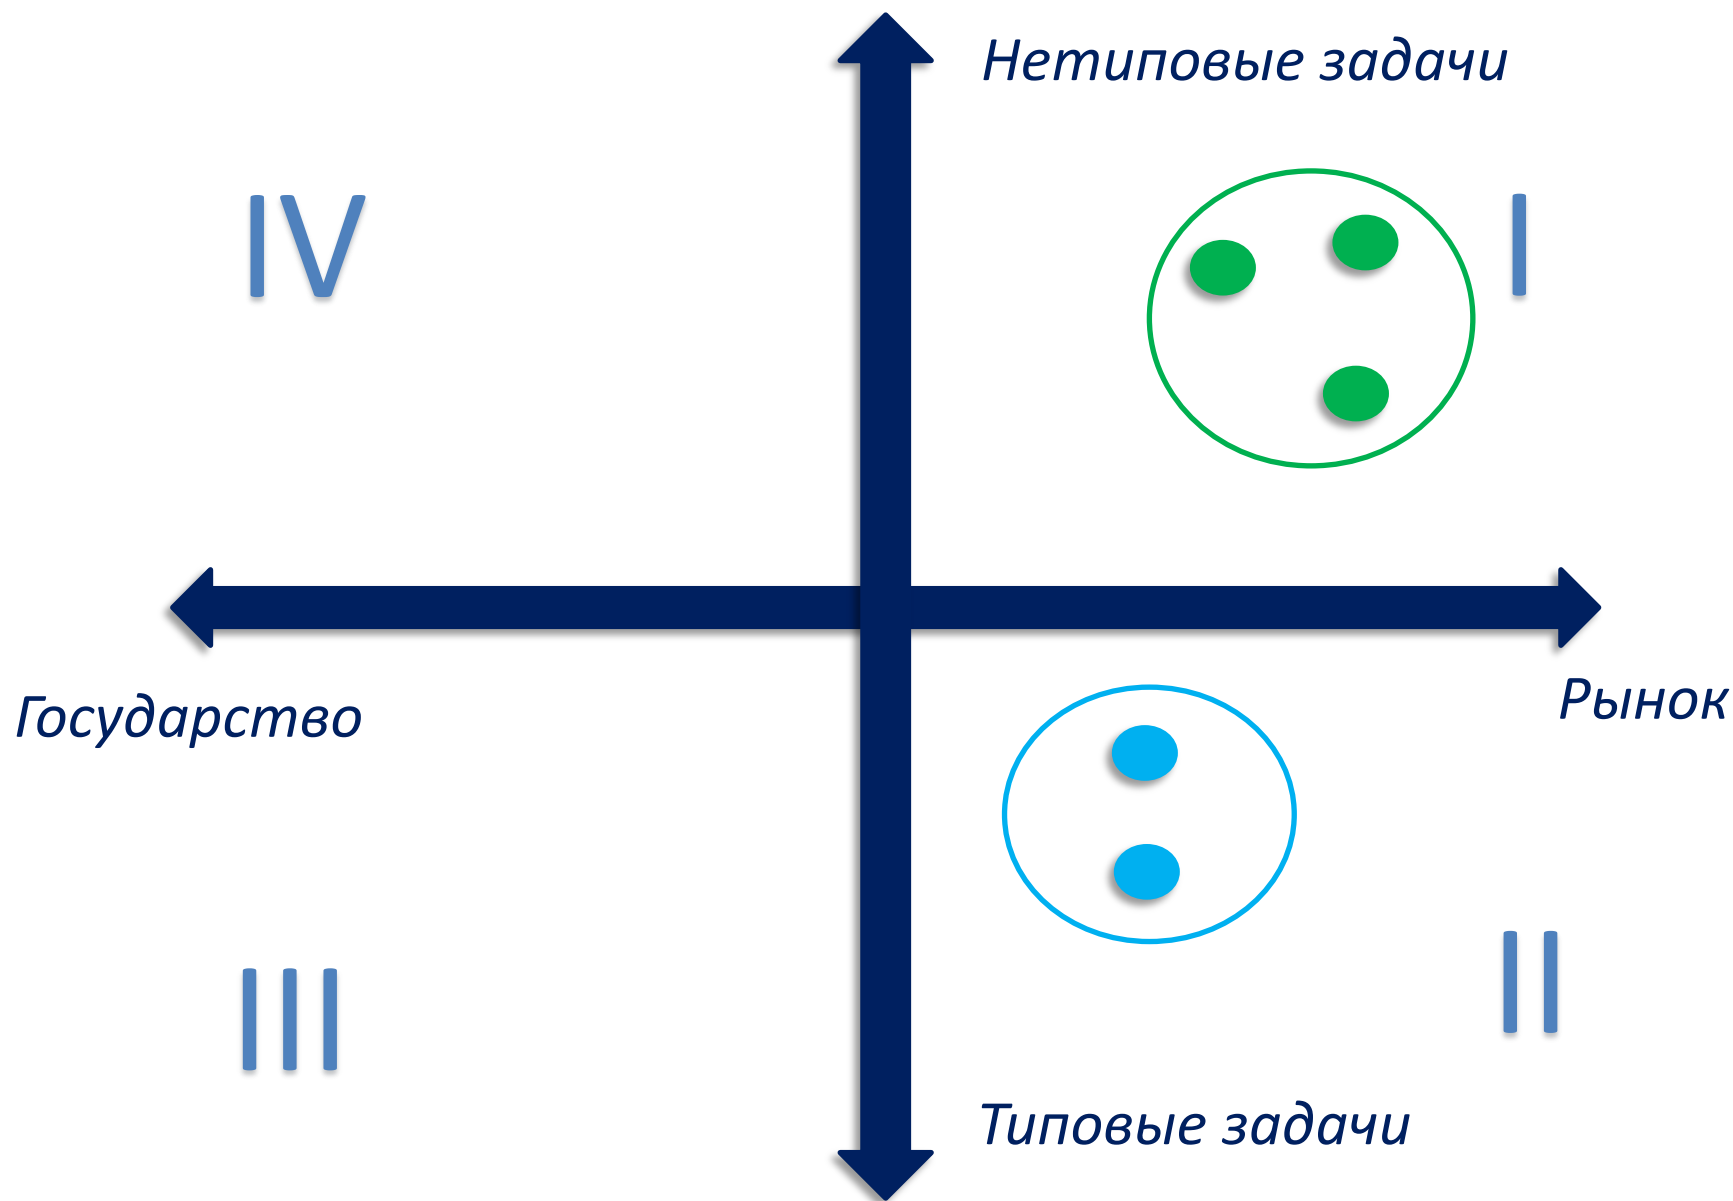 Нетиповые задачи
IV
I
Государство
Рынок
III
II
Типовые задачи